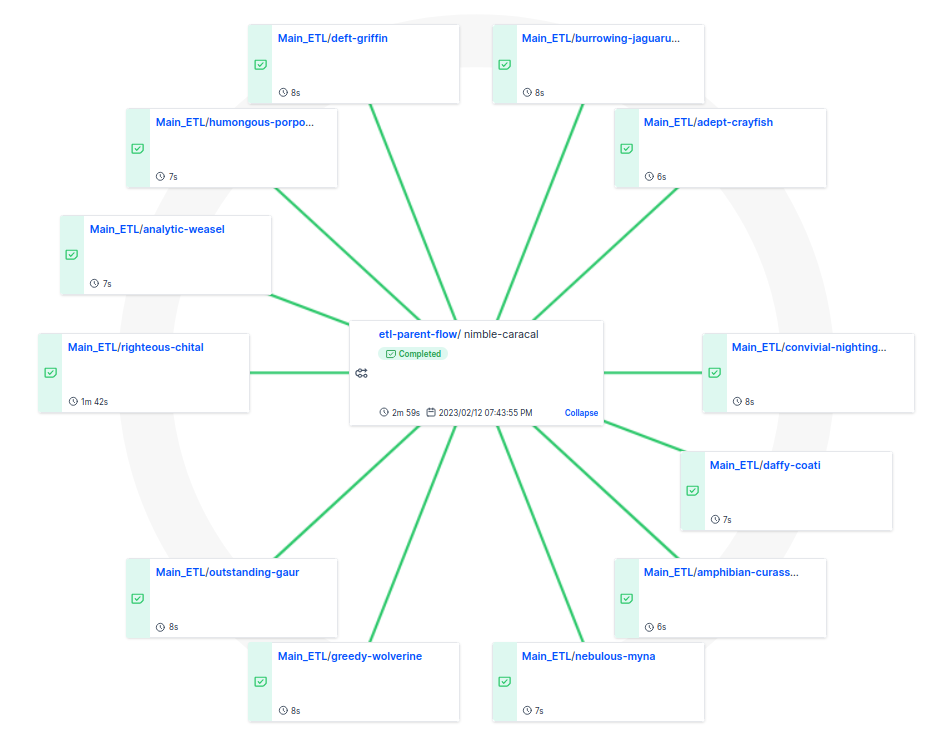 Main_ETL/deft-griffin
8s
Main_ETL/burrowing-jaguaru...
8s
Main_ETL/humongous-porpo...
7s
Main_ETL/adept-crayfish
6s
Main_ETL/analytic-weasel
7s
etl-parent-flow/ nimble-caracal
Completed
2m 59s 2023/02/12 07:43:55 PM Collapse
Main_ETL/righteous-chital
1m 42s
Main_ETL/convivial-nighting...
8s
Main_ETL/daffy-coati
7s
Main_ETL/outstanding-gaur
8s
Main_ETL/amphibian-curass...
6s
Main_ETL/greedy-wolverine
8s
Main_ETL/nebulous-myna
7s